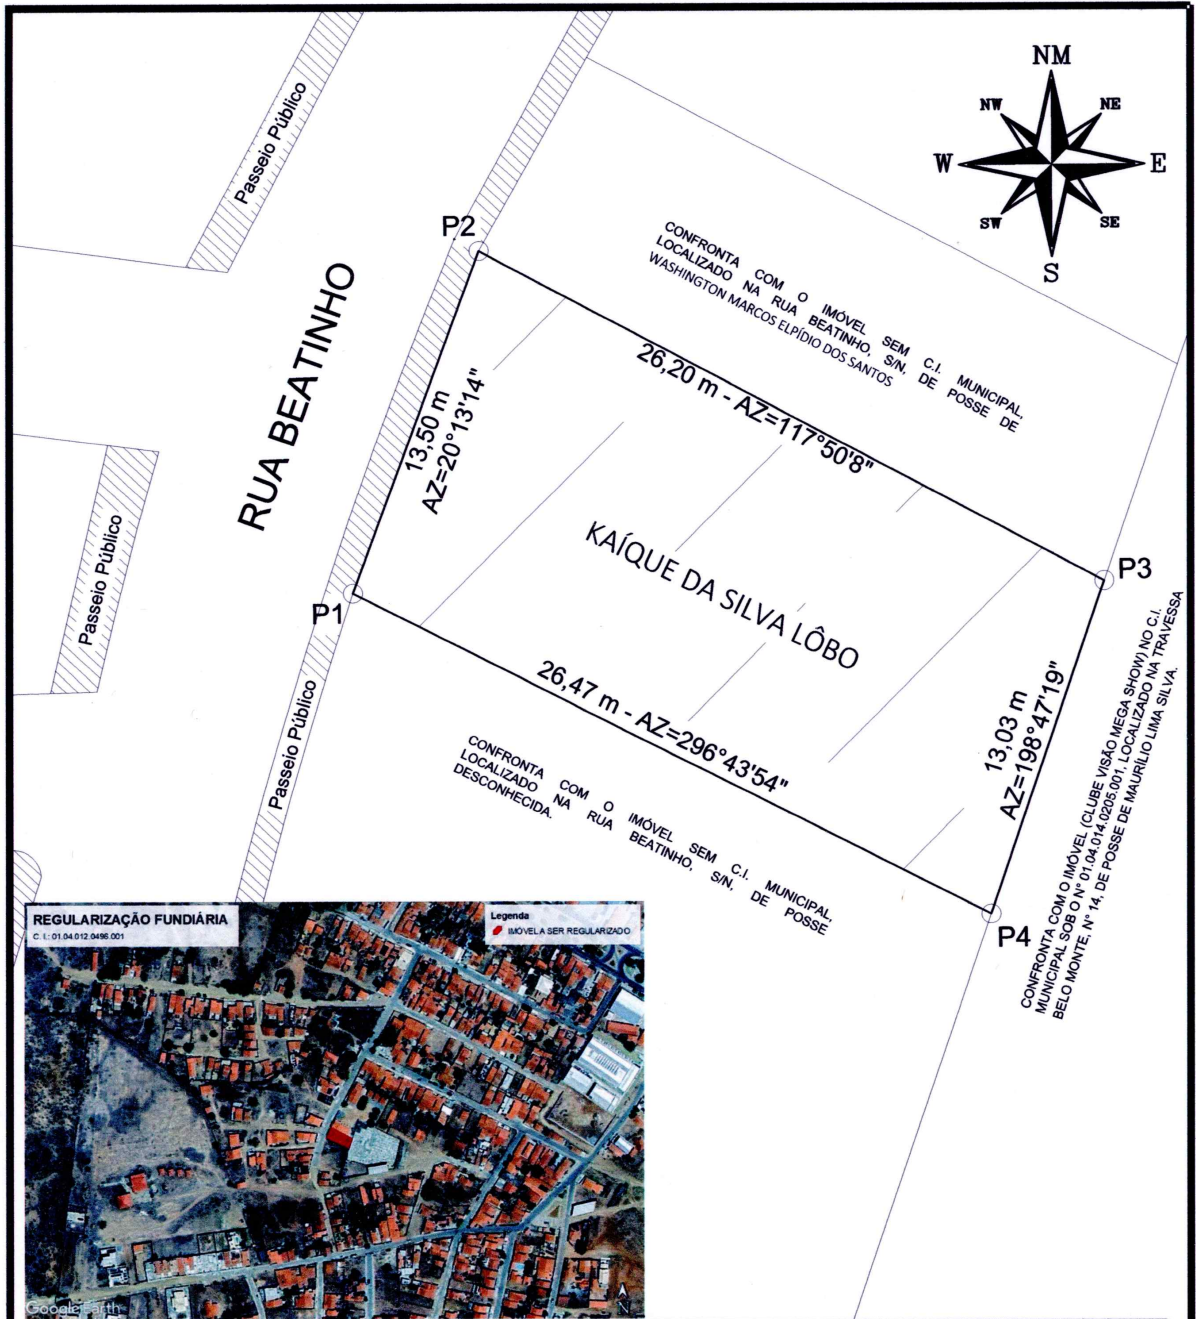 NM
NW
NE
W
E
SW
SE
S
Passeio Público
P2
CONFRONTA COM O IMÓVEL SEM C.I. MUNICIPAL,
LOCALIZADO NA RUA BEATINHO, S/N, DE POSSE DE
WASHINGTON MARCOS ELPÍDIO DOS SANTOS
RUA BEATINHO
13,50 m
AZ=20°13'14"
26,20 m - AZ=117°50'8"
KAÍQUE DA SILVA LÔBO
P3
Passeio Público
P1
26,47 m - AZ=296°43'54"
13,03 m
AZ=198°47'19"
Passeio Público
CONFRONTA COM O IMÓVEL SEM C.I. MUNICIPAL,
LOCALIZADO NA RUA BEATINHO, S/N, DE POSSE
DESCONHECIDA.
P4
CONFRONTA COM O IMÓVEL (CLUBE VISÃO MEGA SHOW) NO C.I.
MUNICIPAL SOB O Nº 01.04.014.0205.001, LOCALIZADO NA TRAVESSA
BELO MONTE, Nº 14, DE POSSE DE MAURÍLIO LIMA SILVA.
REGULARIZAÇÃO FUNDIÁRIA
C. I.: 01.04.012.0496.001
Legenda
IMÓVEL A SER REGULARIZADO
Google Earth
N